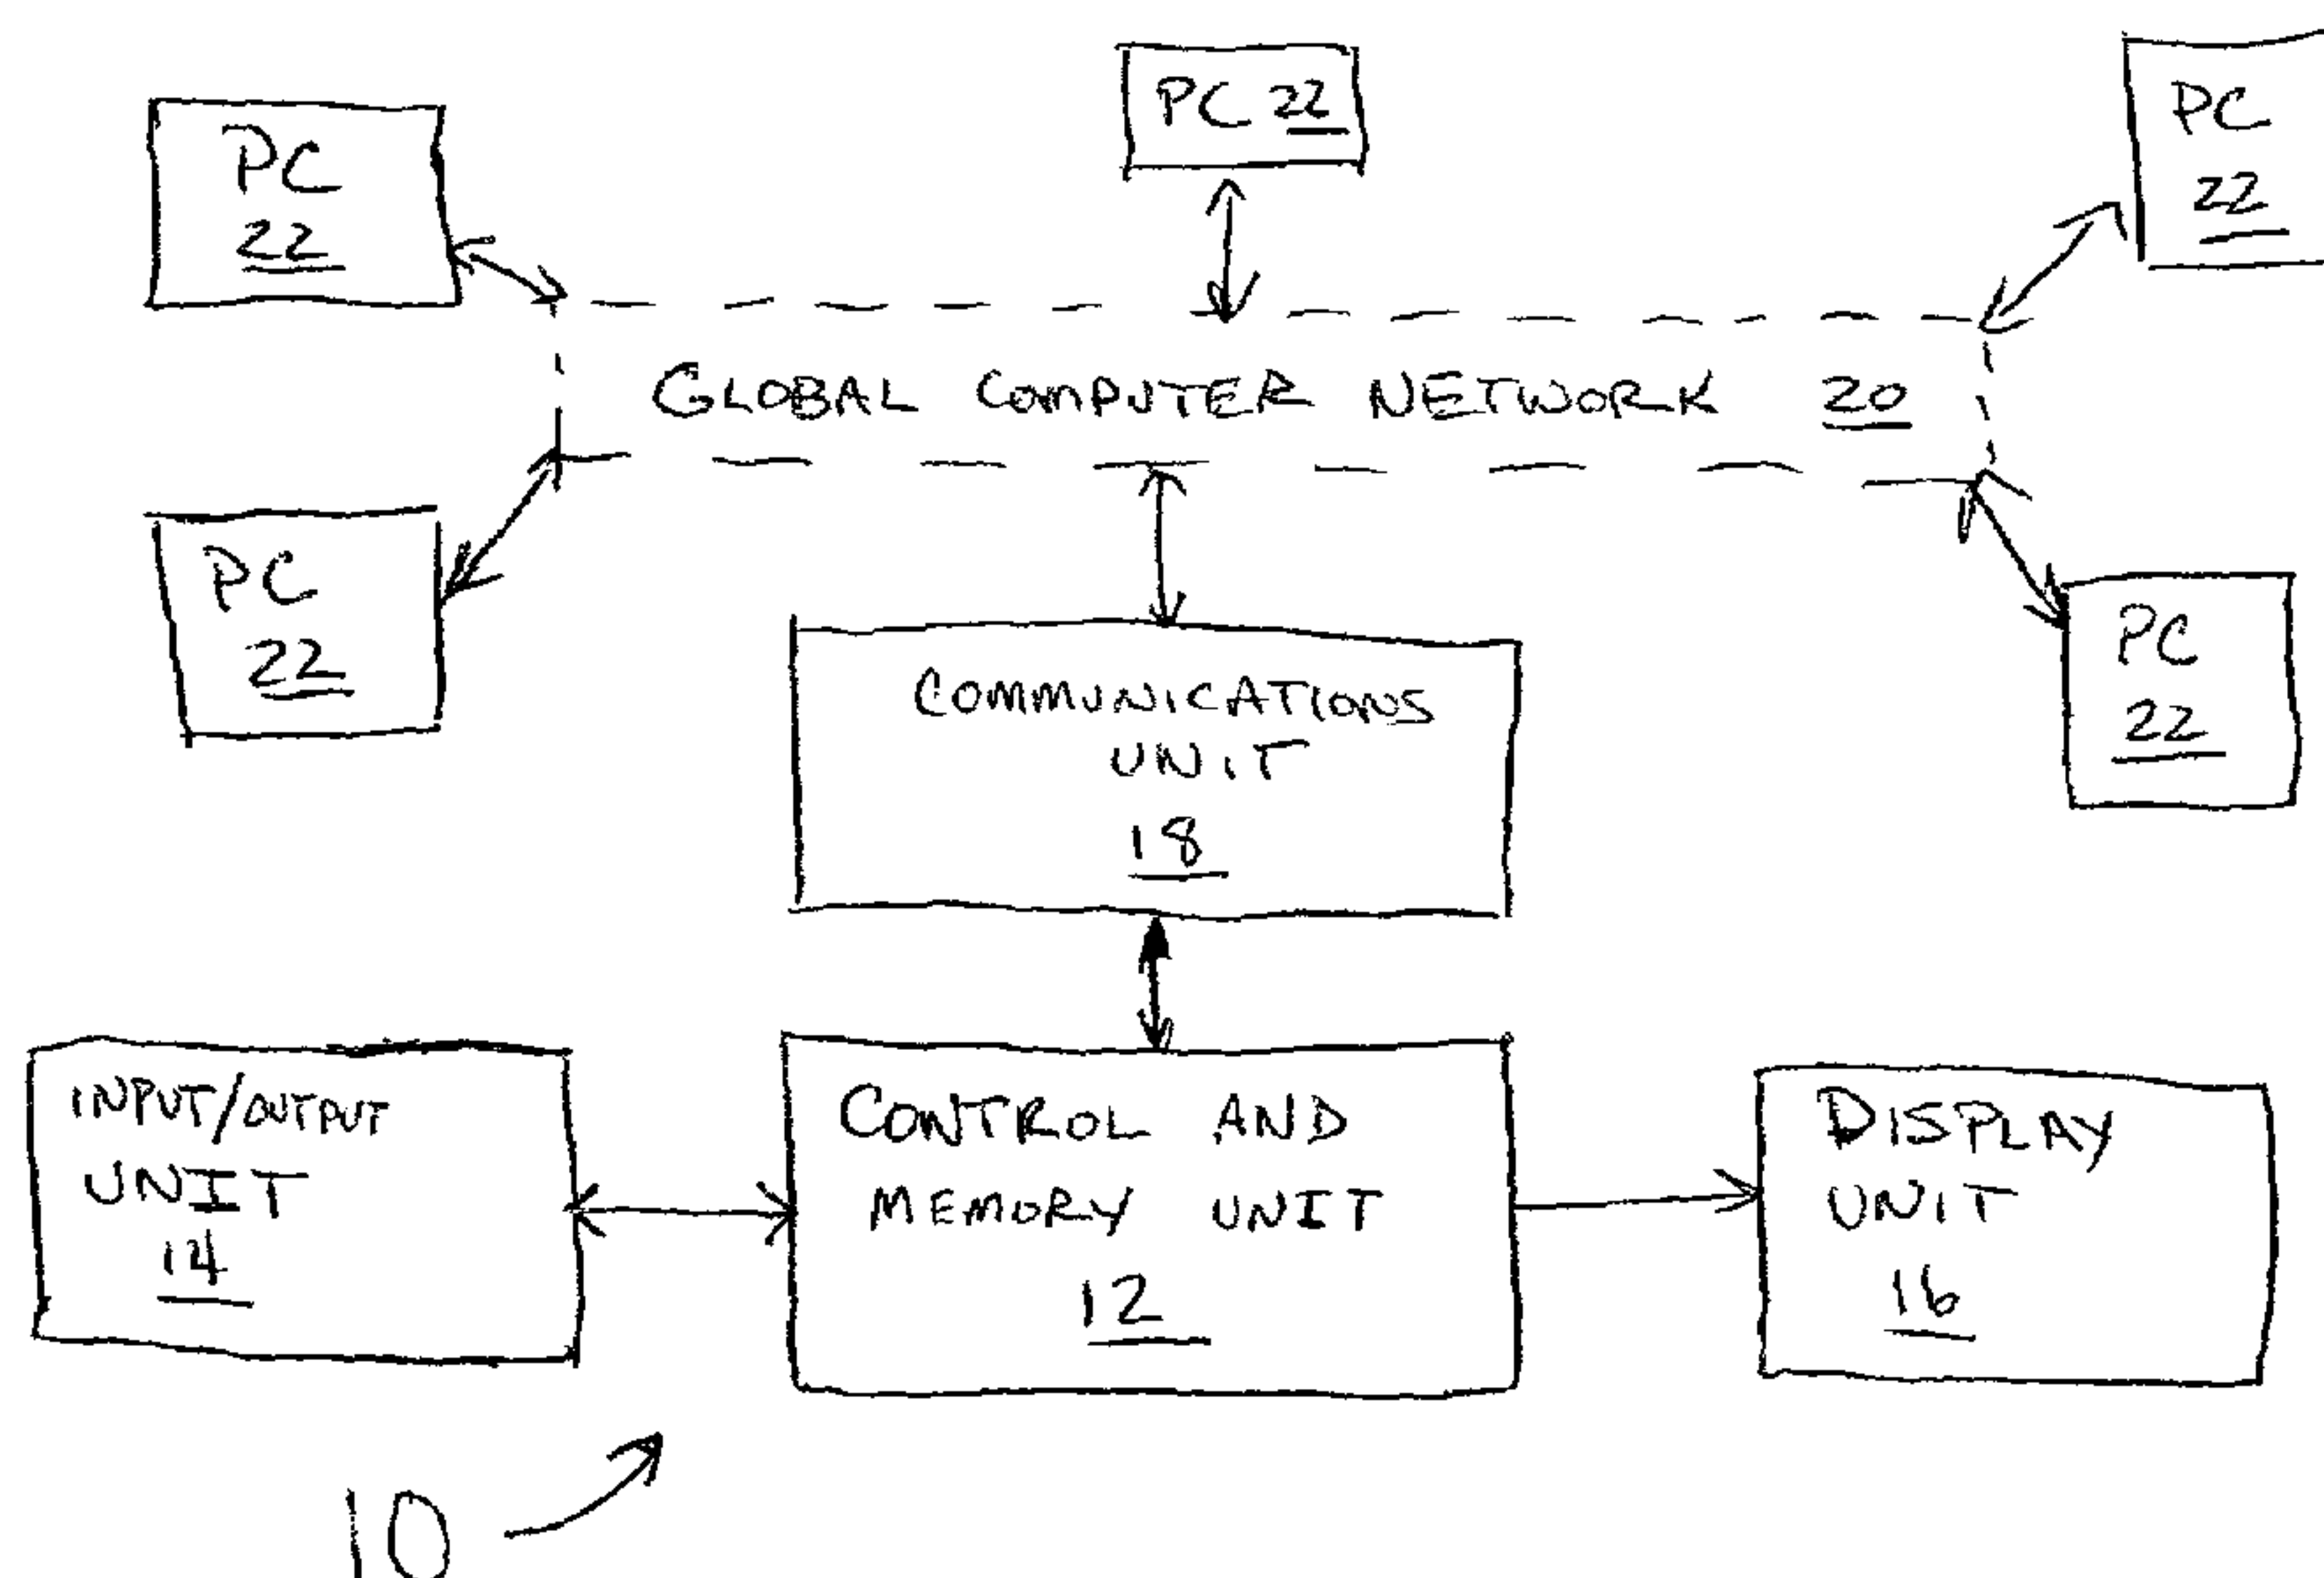 PC
22
PC 22
PC
22
GLOBAL COMPUTER NETWORK 20
PC
22
PC
22
COMMUNICATIONS
UNIT
18
INPUT/OUTPUT
UNIT
14
CONTROL AND
MEMORY UNIT
12
DISPLAY
UNIT
16
10